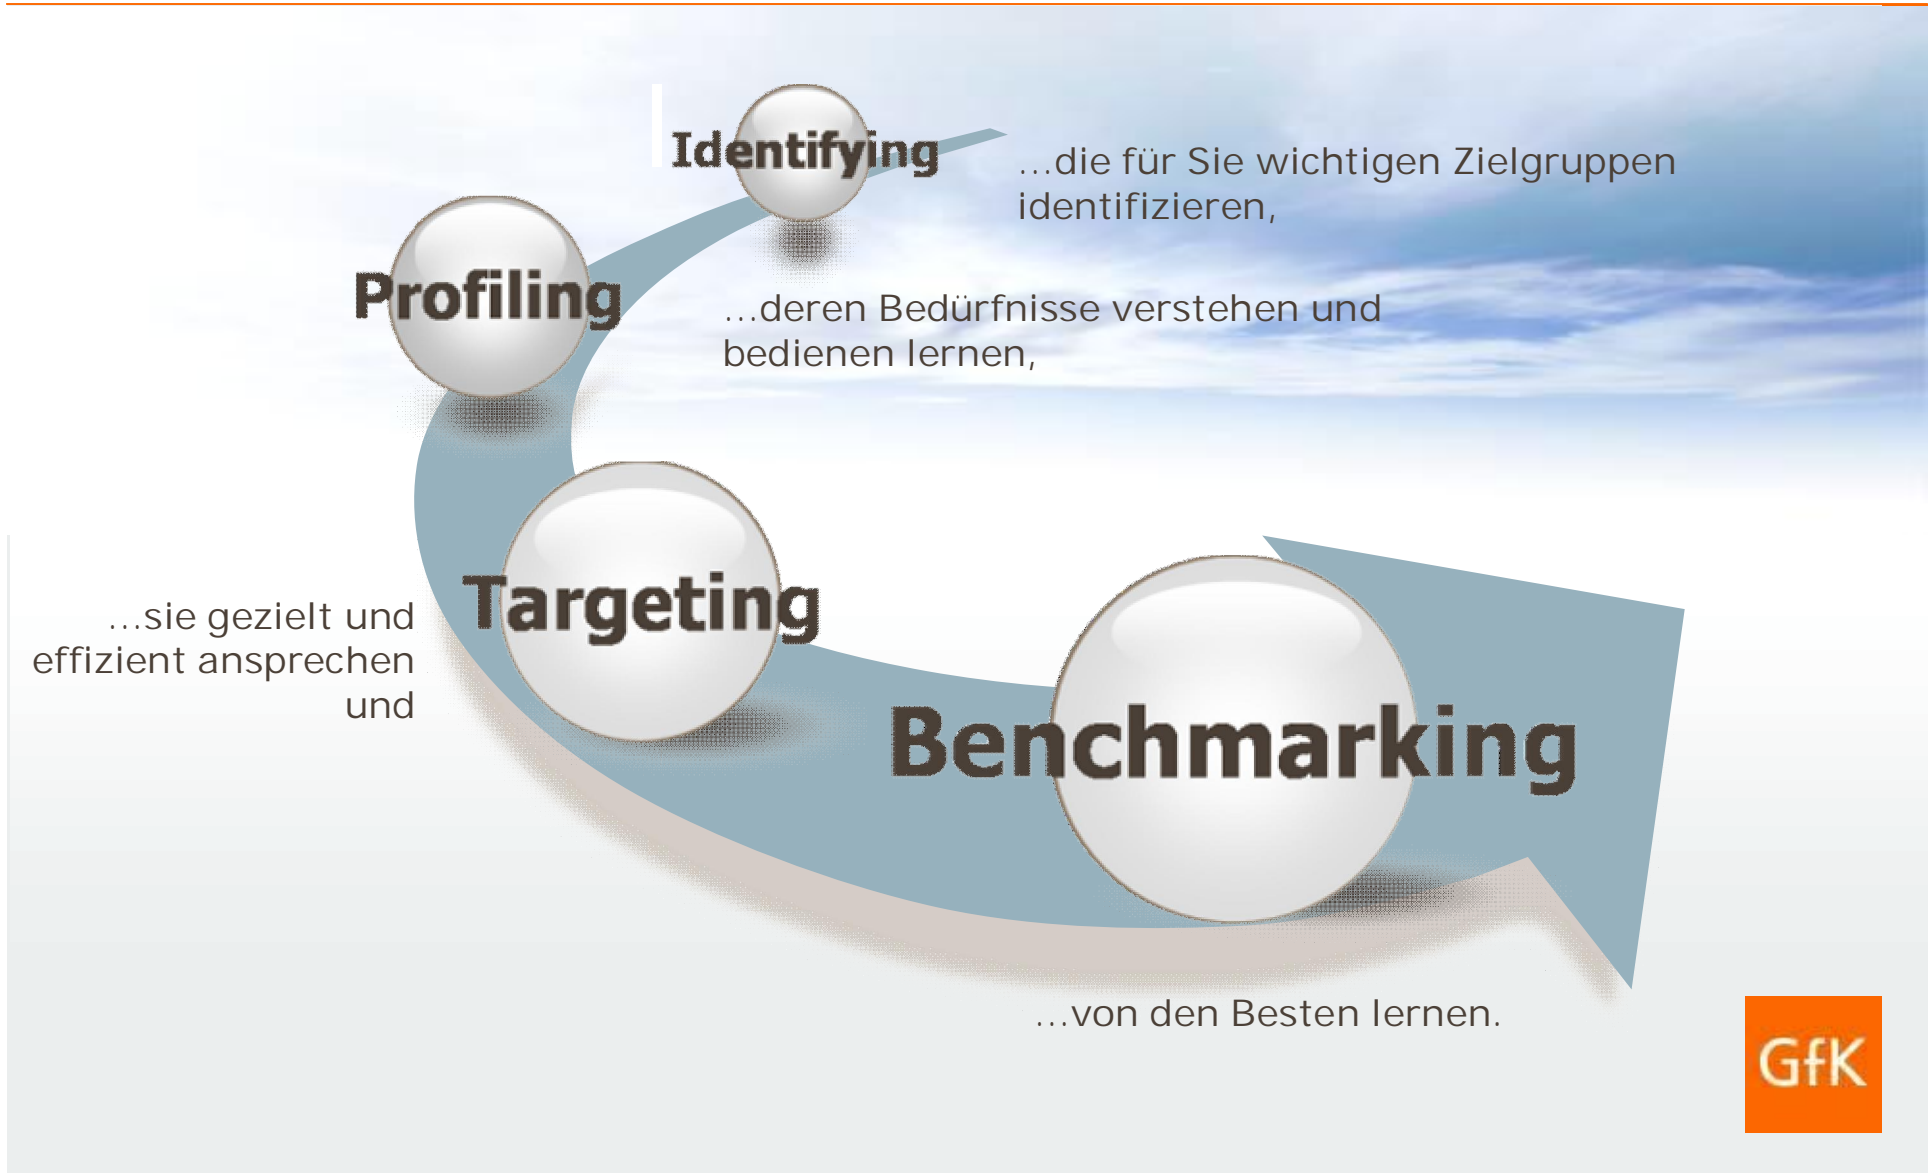 Identifying
...die für Sie wichtigen Zielgruppen
identifizieren,
Profiling
...deren Bedürfnisse verstehen und
bedienen lernen,
Targeting
...sie gezielt und
effizient ansprechen
und
Benchmarking
...von den Besten lernen.
GfK